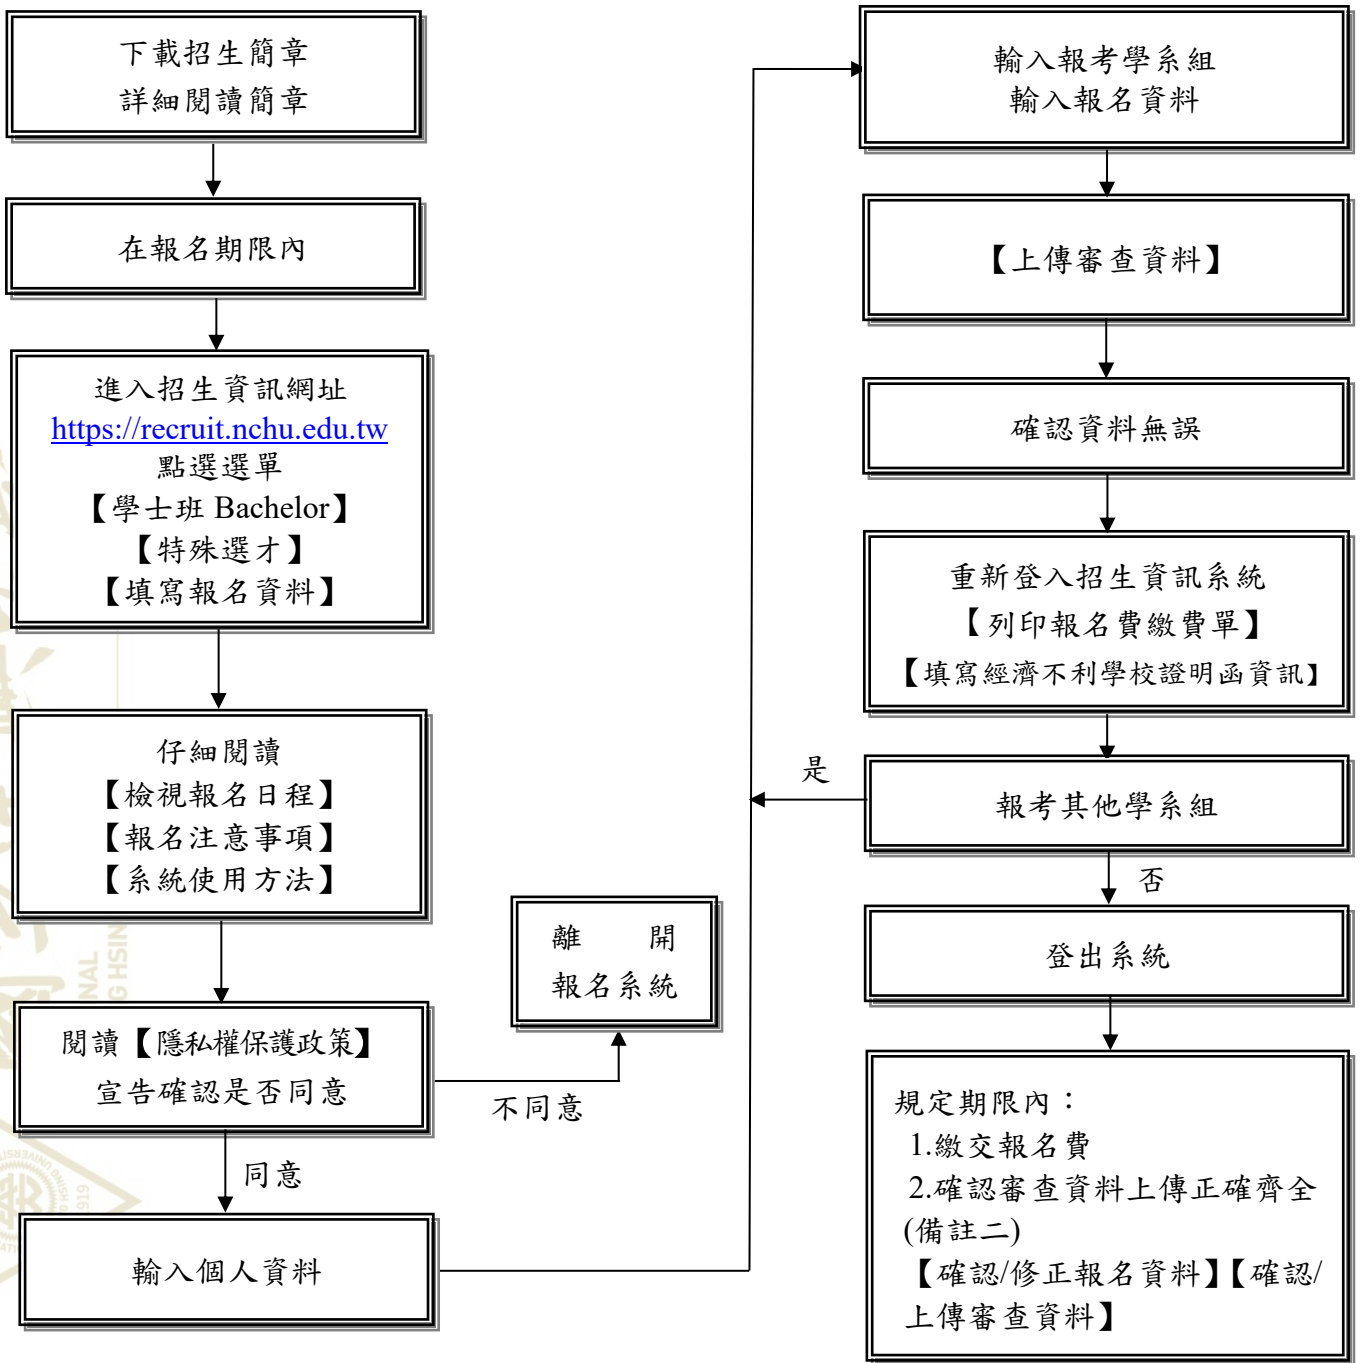 下載招生簡章
詳細閱讀簡章
在報名期限內
進入招生資訊網址
https://recruit.nchu.edu.tw
點選選單
【學士班 Bachelor】
【特殊選才】
【填寫報名資料】
仔細閱讀
【檢視報名日程】
【報名注意事項】
【系統使用方法】
閱讀【隱私權保護政策】
宣告確認是否同意
不同意
離 開
報名系統
同意
輸入個人資料
輸入報考學系組
輸入報名資料
【上傳審查資料】
確認資料無誤
重新登入招生資訊系統
【列印報名費繳費單】
【填寫經濟不利學校證明函資訊】
是
報考其他學系組
否
登出系統
規定期限內：
1.繳交報名費
2.確認審查資料上傳正確齊全
(備註二)
【確認/修正報名資料】【確認/
上傳審查資料】